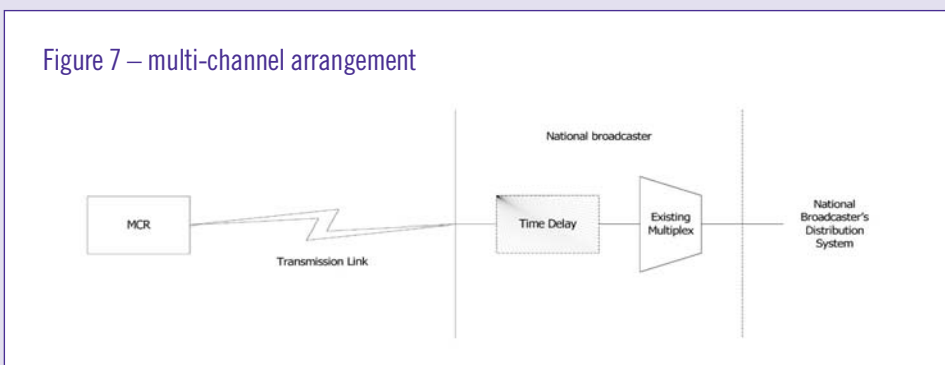 Figure 7 – multi-channel arrangement
National broadcaster
MCR
Transmission Link
Time Delay
Existing
Multiplex
National
Broadcaster's
Distribution
System